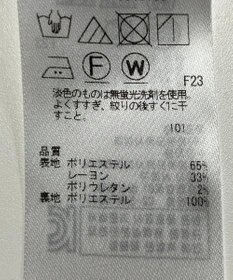 F W
F23
淡色のものは無蛍光洗剤を使用。
よくすすぎ、絞りの後すぐに干
すこと。
101
品質
表地 ポリエステル 65%
レーヨン 33%
ポリウレタン 2%
裏地 ポリエステル 100%